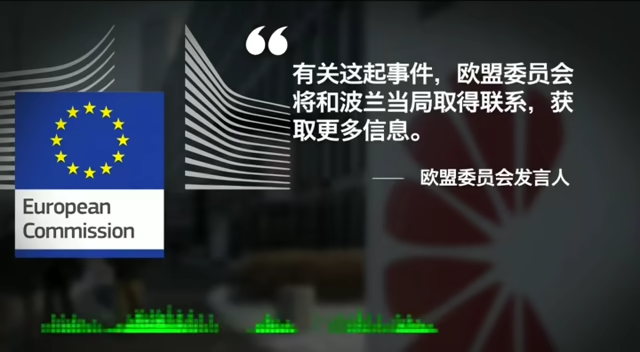 有关这起事件，欧盟委员会
将和波兰当局取得联系，获
取更多信息。
—— 欧盟委员会发言人
European
Commission